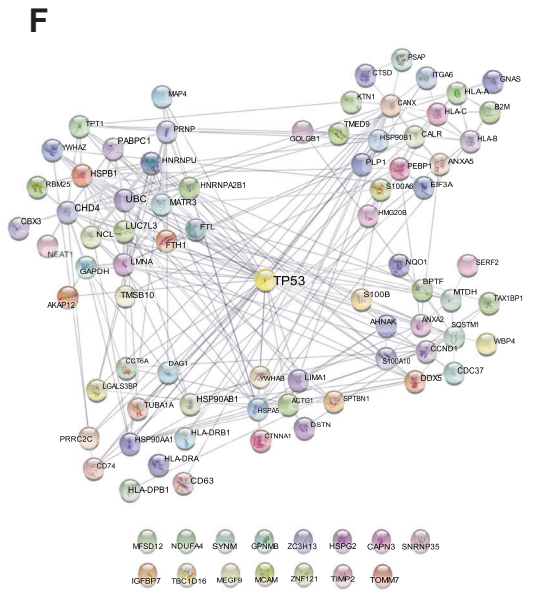 F
PSAP
CTSD
ITGA6
GNAS
MAP4
KTN1
CANX
HLA-A
B2M
HLA-C
TPT1
PRNP
GOLGB1
TMED9
HSP90B1
CALR
HLA-B
YWHAZ
PABPC1
HNRNPU
PLP1
PEBP1
ANXA5
HSPB1
RBM25
HNRNPA2B1
S100A6
EIF3A
UBC
MATR3
CHD4
HMG20B
CBX3
NCL
LUC7L3
FTL
FTH1
NEAT1
GAPDH
LMNA
NQO1
SERF2
TP53
BPTF
AKAP12
TMSB10
S100B
MTDH
TAX1BP1
AHNAK
ANXA2
SQSTM1
WBP4
CCND1
S100A10
CCT6A
DAG1
CDC37
YWHAB
LIMA1
DDX5
LGALS3BP
TUBA1A
HSP90AB1
HSPA5
ACTG1
SPTBN1
DSTN
PRRC2C
HSP90AA1
HLA-DRB1
CTNNA1
CD74
HLA-DRA
HLA-DPB1
CD63
MFSD12 NDUFA4 SYNM GPNMB ZC3H13 HSPG2 CAPN3 SNRNP35
IGFBP7 TBC1D16 MEGF9 MCAM ZNF121 TIMP2 TOMM7